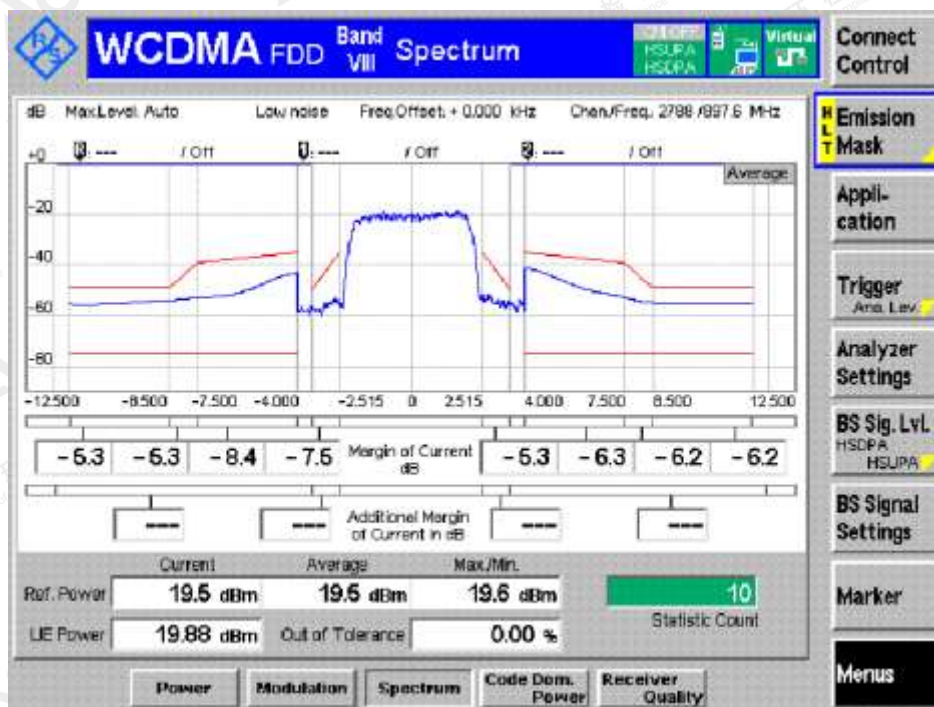 WCDMA FDD Band VIII Spectrum
HSUPA
HSDPA
Virtual
Connect Control
dB Max.Level: Auto Low noise Freq.Offset: + 0.000 kHz Chan./Freq.: 2788 /897.6 MHz
HLT Emission Mask
+0 --- / Off --- / Off --- / Off
Average
Appli-cation
-20
-40
Trigger
-60
Analyzer Settings
-80
-12.500 -8.500 -7.500 -4.000 -2.515 0 2.515 4.000 7.500 8.500 12.500
BS Sig. Lvl.
HSDPA
HSUPA
-5.3 -5.3 -8.4 -7.5 Margin of Current dB -5.3 -6.3 -6.2 -6.2
BS Signal Settings
--- --- Additional Margin of Current in dB --- ---
Current Average Max./Min.
Ref. Power 19.5 dBm 19.5 dBm 19.6 dBm 10
Statistic Count
Marker
UE Power 19.88 dBm Out of Tolerance 0.00 %
Power Modulation Spectrum Code Dom. Power Receiver Quality
Menus